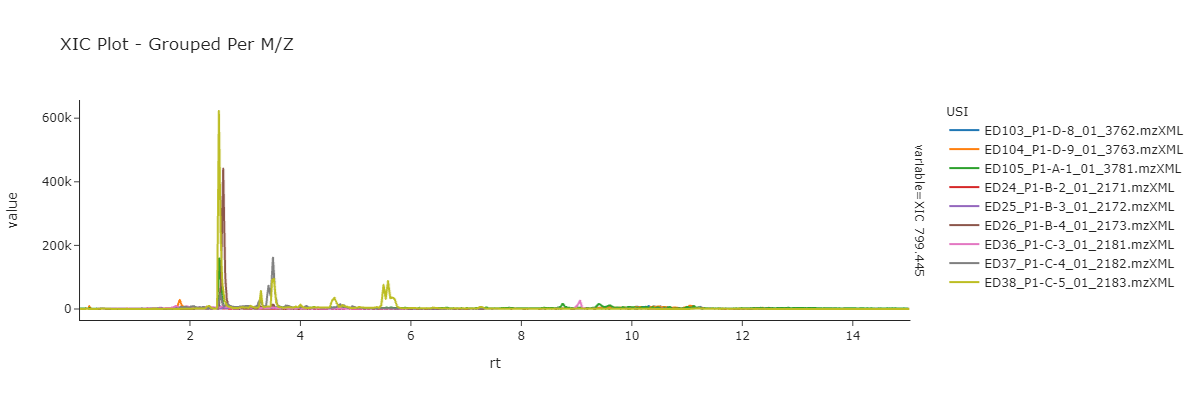 XIC Plot - Grouped Per M/Z
value
600k
400k
200k
0
2
4
6
8
10
12
14
rt
variable=XIC 799.445
USI
ED103_P1-D-8_01_3762.mzXML
ED104_P1-D-9_01_3763.mzXML
ED105_P1-A-1_01_3781.mzXML
ED24_P1-B-2_01_2171.mzXML
ED25_P1-B-3_01_2172.mzXML
ED26_P1-B-4_01_2173.mzXML
ED36_P1-C-3_01_2181.mzXML
ED37_P1-C-4_01_2182.mzXML
ED38_P1-C-5_01_2183.mzXML